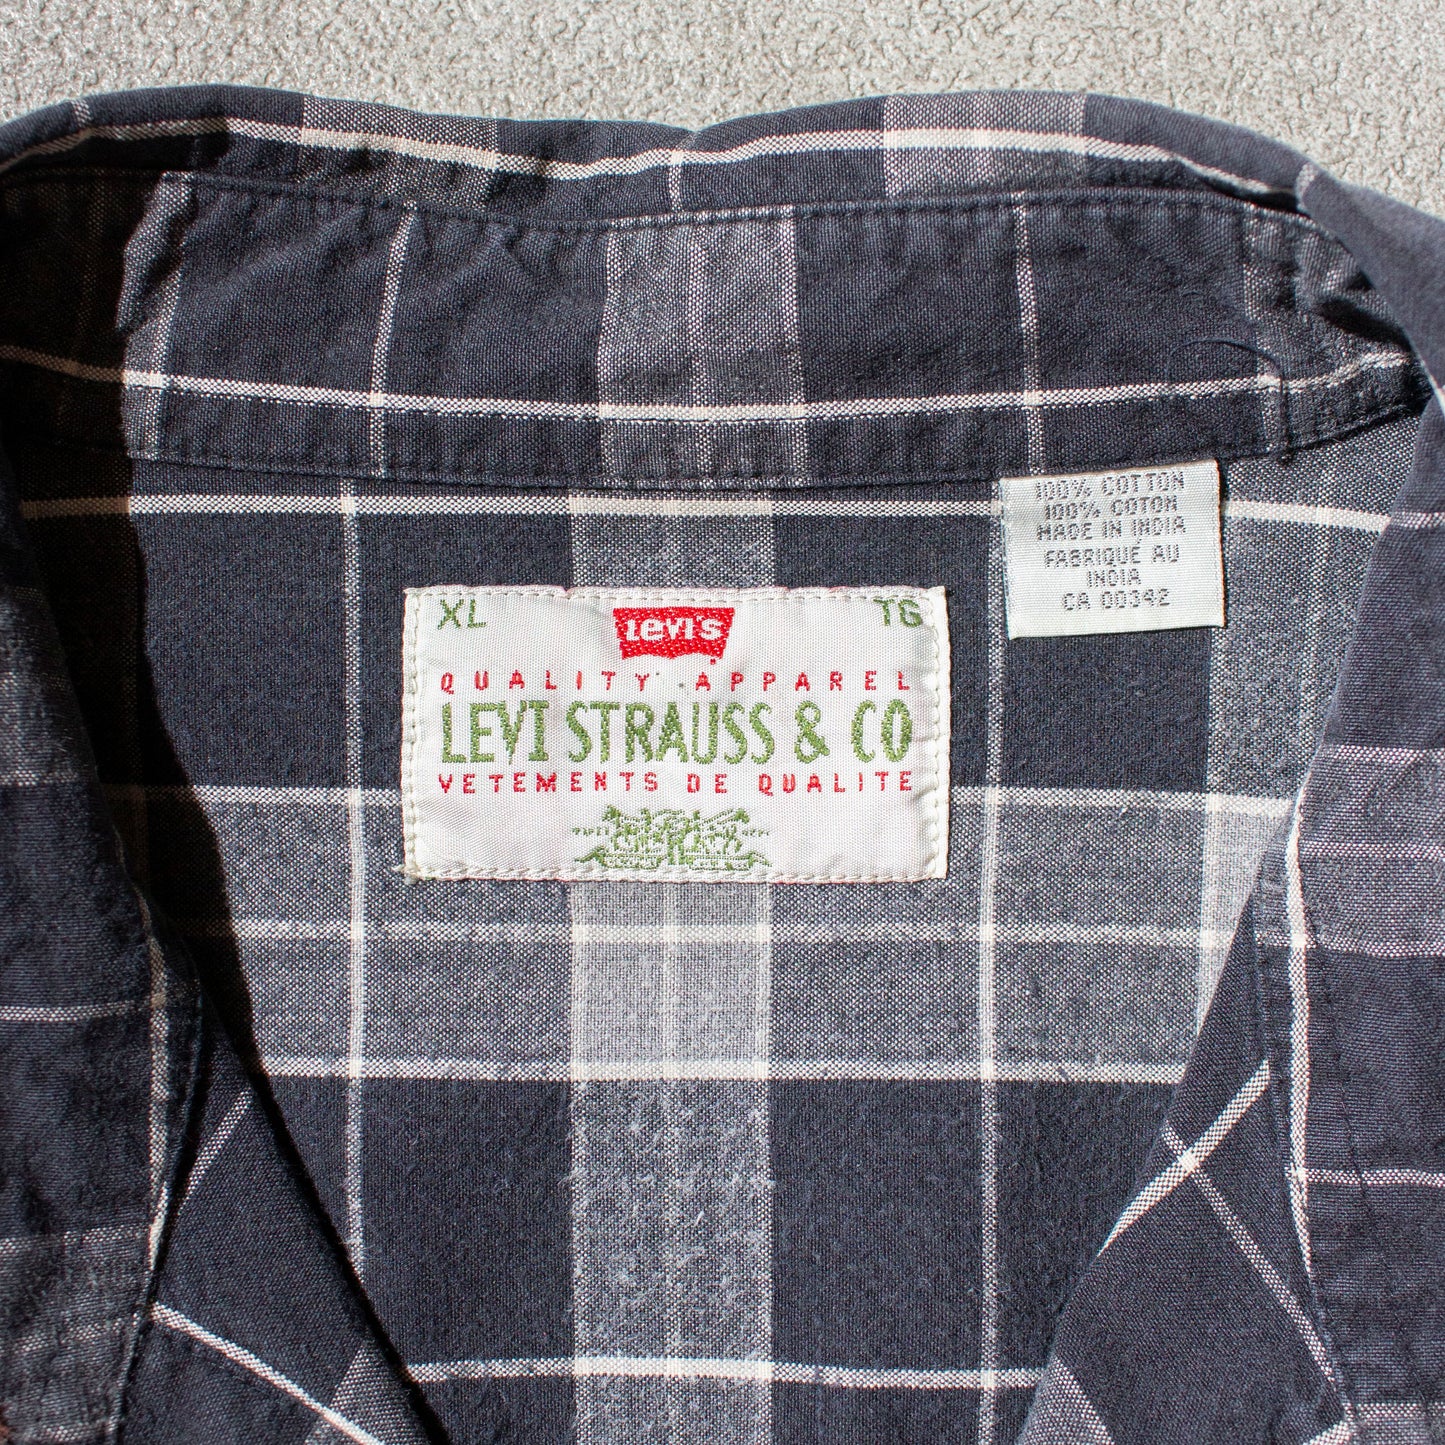 100% COTTON
100% COTON
MADE IN INDIA
FABRIQUÉ AU
INDIA
CA 00342
XL
TG
LEVI'S
QUALITY APPAREL
LEVI STRAUSS & CO
VETEMENTS DE QUALITE